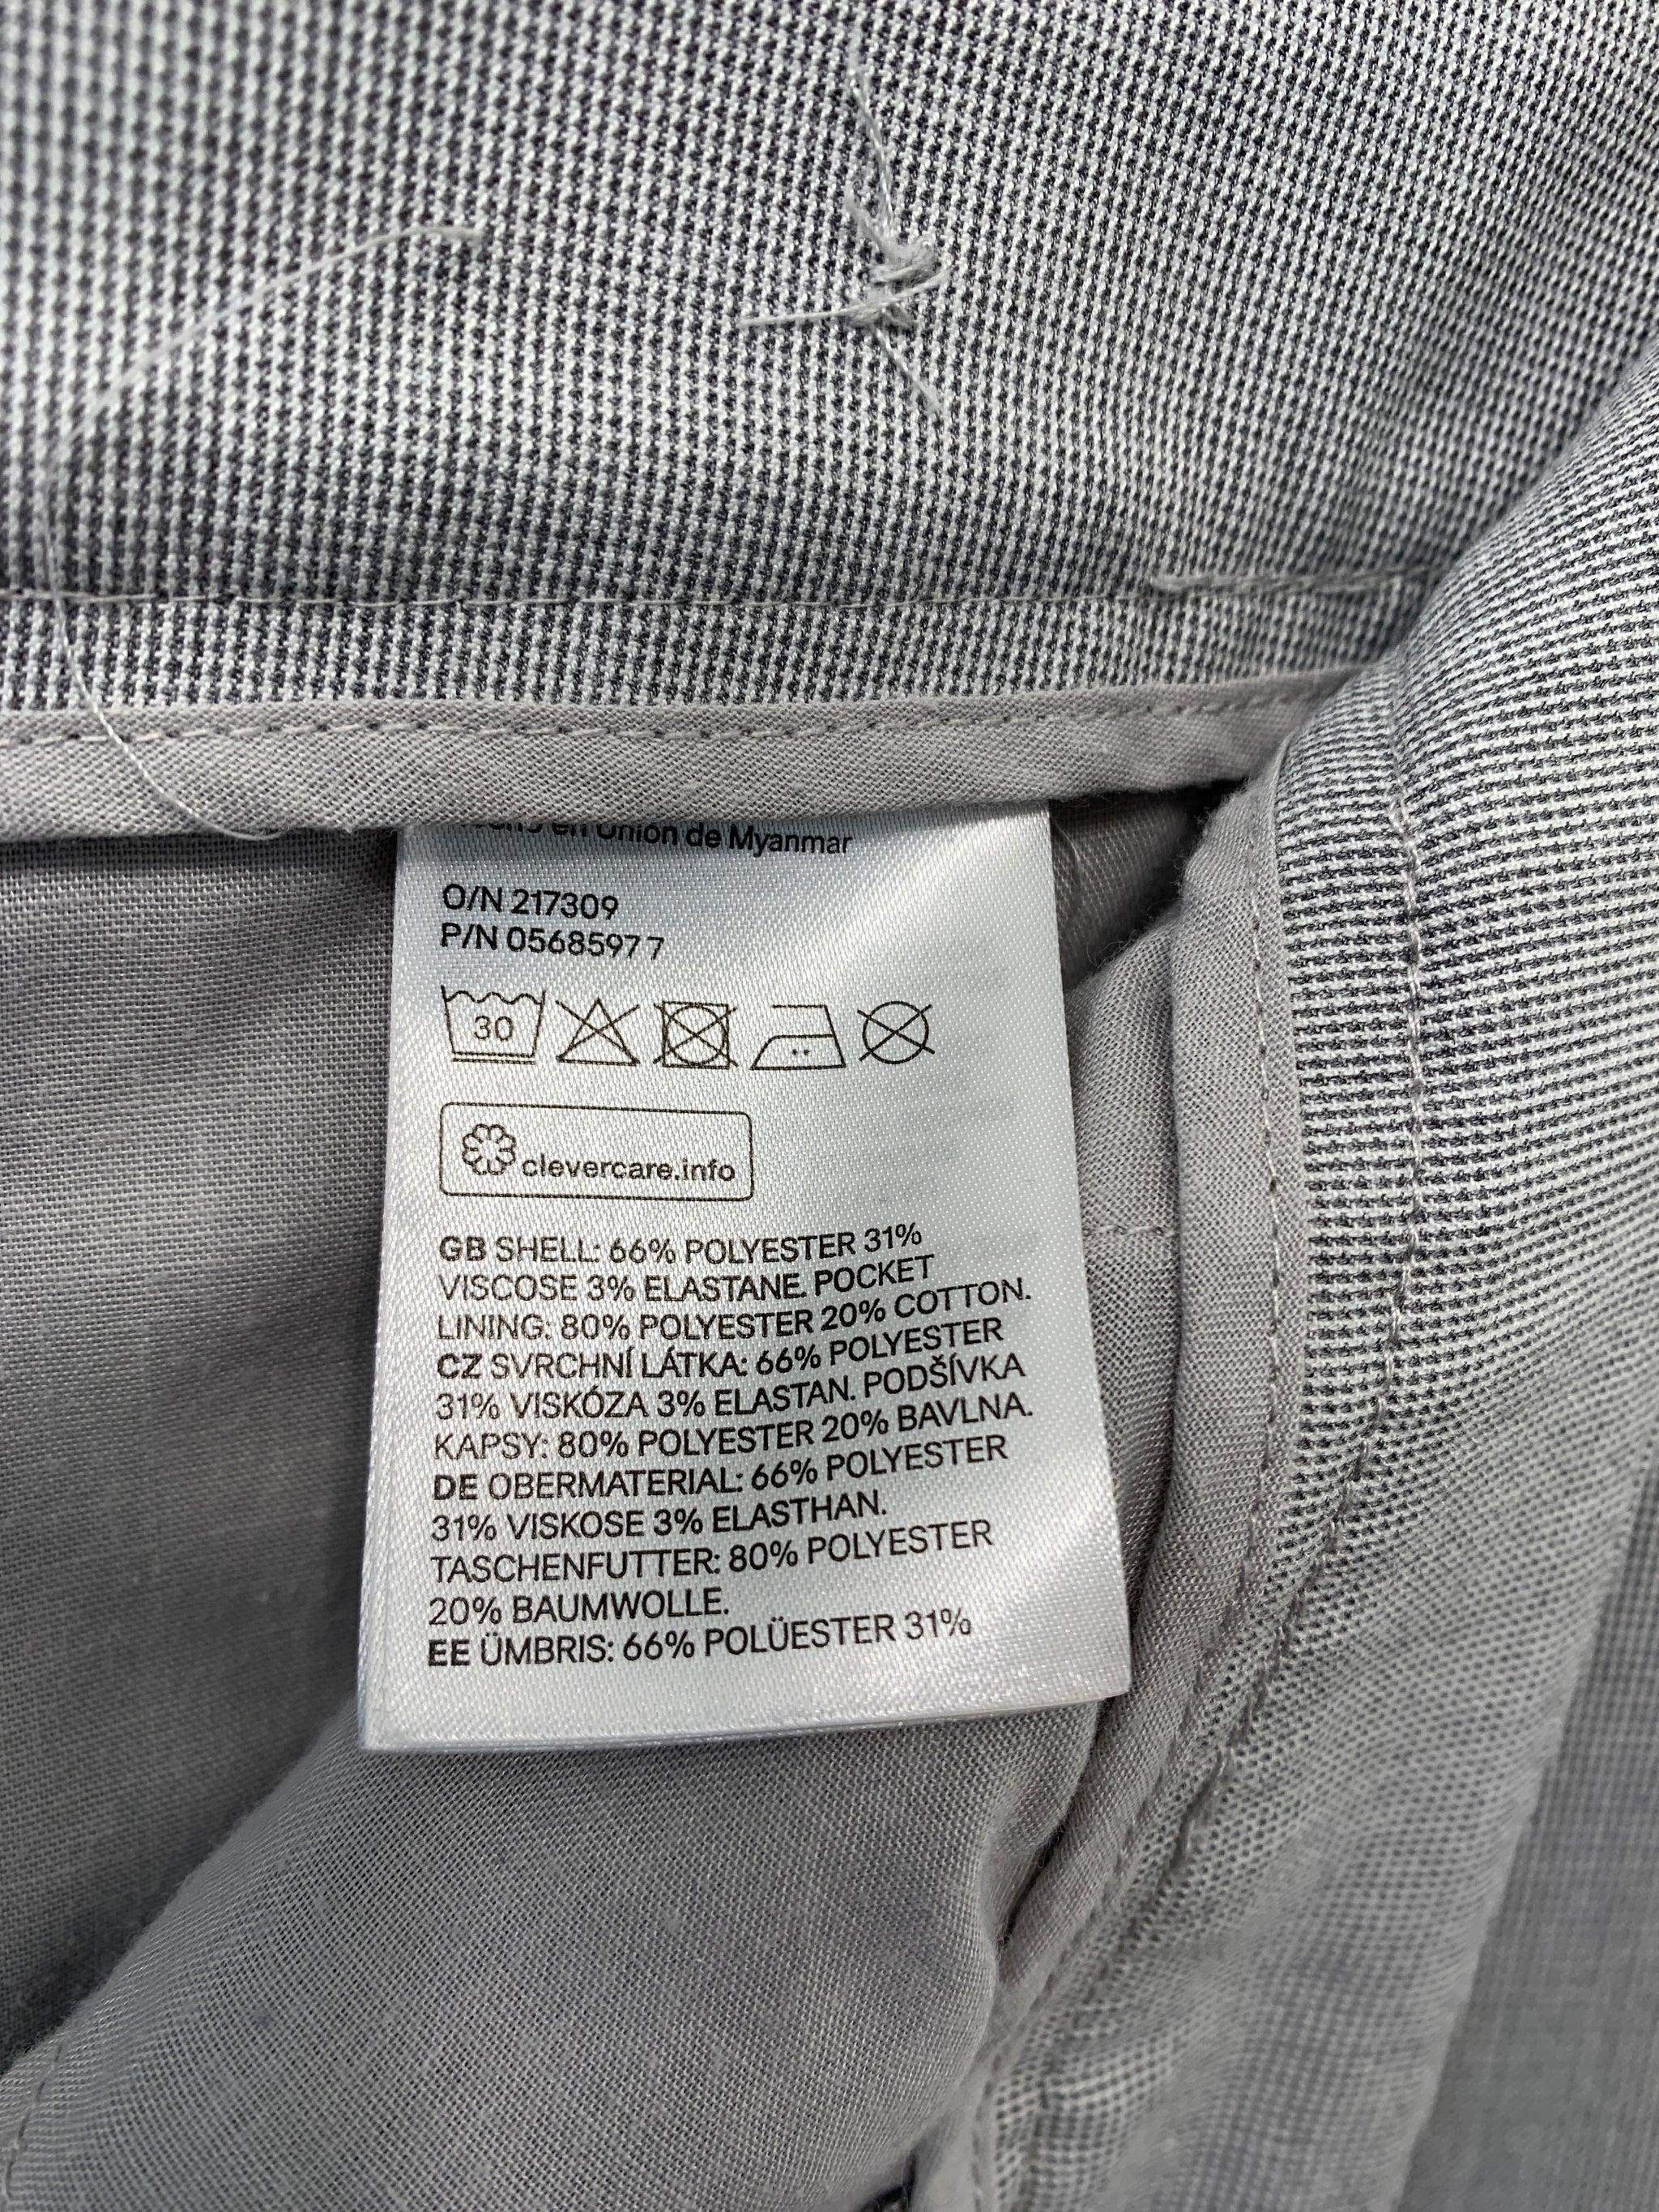 en Unión de Myanmar
O/N 217309
P/N 05685977
30
clevercare.info
GB SHELL: 66% POLYESTER 31%
VISCOSE 3% ELASTANE. POCKET
LINING: 80% POLYESTER 20% COTTON.
CZ SVRCHNÍ LÁTKA: 66% POLYESTER
31% VISKÓZA 3% ELASTAN. PODŠÍVKA
KAPSY: 80% POLYESTER 20% BAVLNA.
DE OBERMATERIAL: 66% POLYESTER
31% VISKOSE 3% ELASTHAN.
TASCHENFUTTER: 80% POLYESTER
20% BAUMWOLLE.
EE ÜMBRIS: 66% POLÜESTER 31%